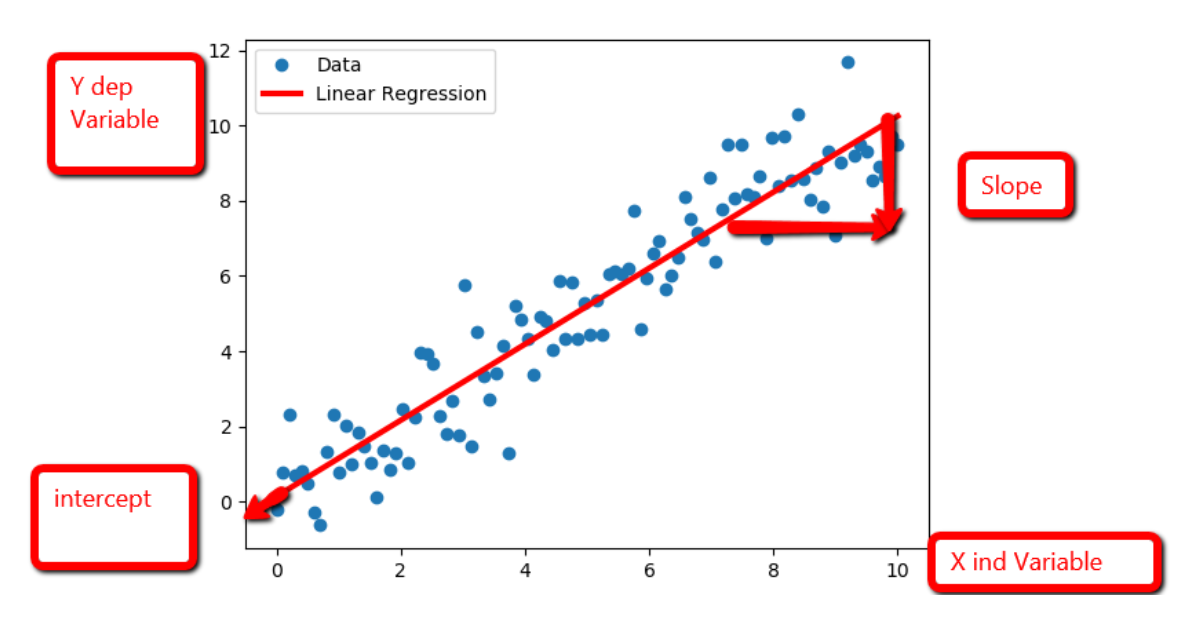 Y dep
Variable
12
10
8
6
4
2
0
Data
Linear Regression
Slope
intercept
0
2
4
6
8
10
X ind Variable